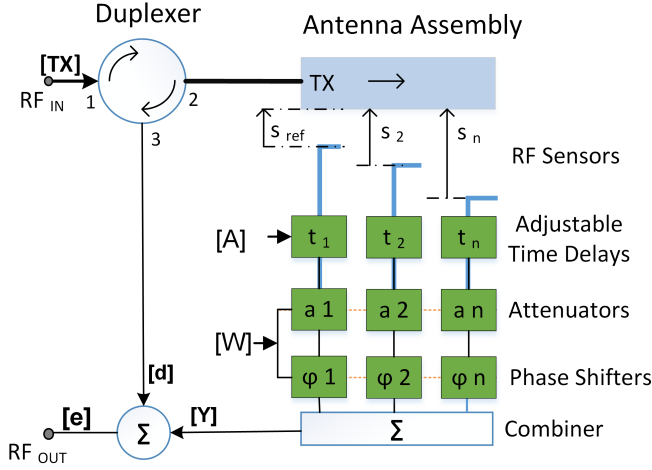 Duplexer
Antenna Assembly
[TX]
RF IN
1
2
3
TX
s ref
s 2
s n
RF Sensors
[A]
t 1
t 2
t n
Adjustable
Time Delays
a 1
a 2
a n
Attenuators
[W]
φ 1
φ 2
φ n
Phase Shifters
[d]
[e]
RF OUT
Σ
[Y]
Σ
Combiner